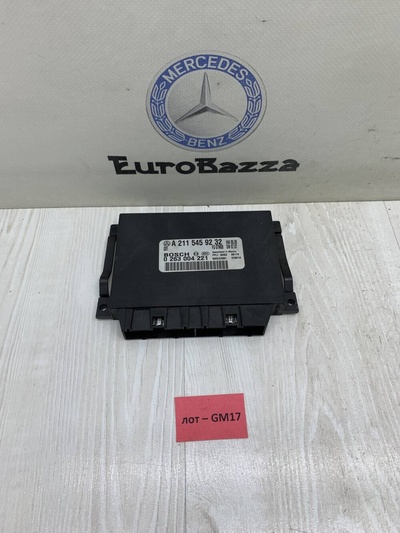 MERCEDES
BENZ
EuroBazza
A 211 545 92 32
BOSCH
0 263 004 221
лот – GM17